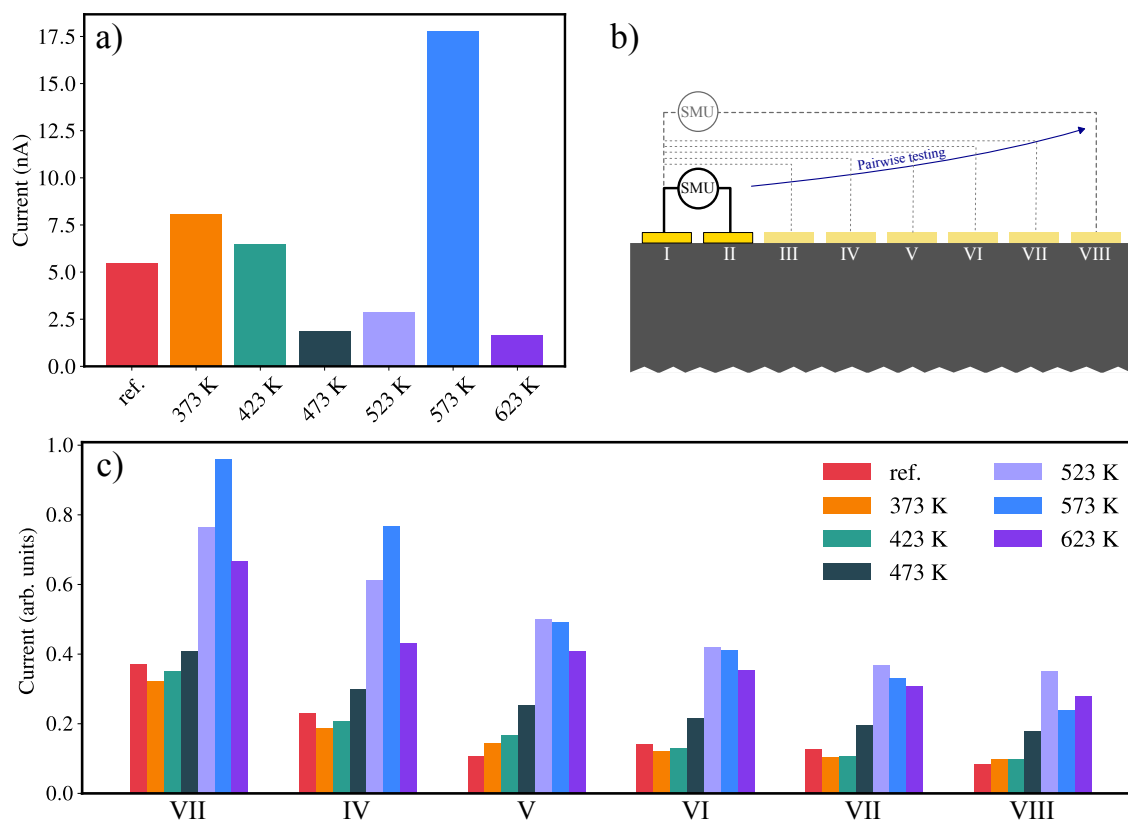 a)
Current (nA)
17.5
15.0
12.5
10.0
7.5
5.0
2.5
0.0
ref.
373 K
423 K
473 K
523 K
573 K
623 K
b)
SMU
Pairwise testing
SMU
I II III IV V VI VII VIII
c)
Current (arb. units)
1.0
0.8
0.6
0.4
0.2
0.0
VII IV V VI VII VIII
ref.
373 K
423 K
473 K
523 K
573 K
623 K